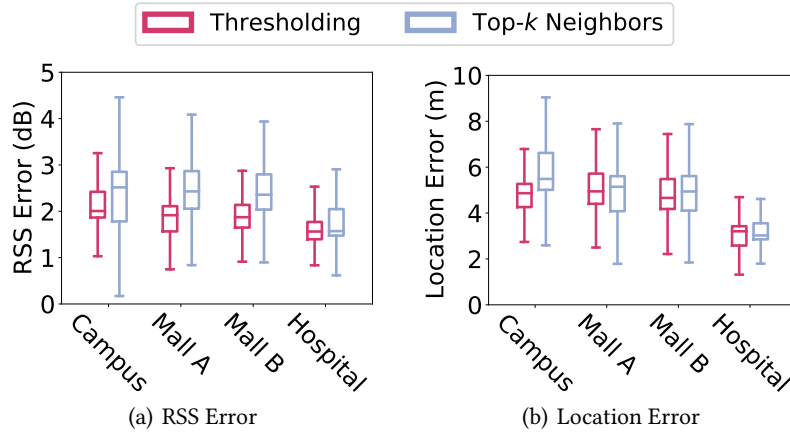 Thresholding
Top-k Neighbors
RSS Error (dB)
5
4
3
2
1
0
Campus
Mall A
Mall B
Hospital
(a) RSS Error
Location Error (m)
10
8
6
4
2
0
Campus
Mall A
Mall B
Hospital
(b) Location Error